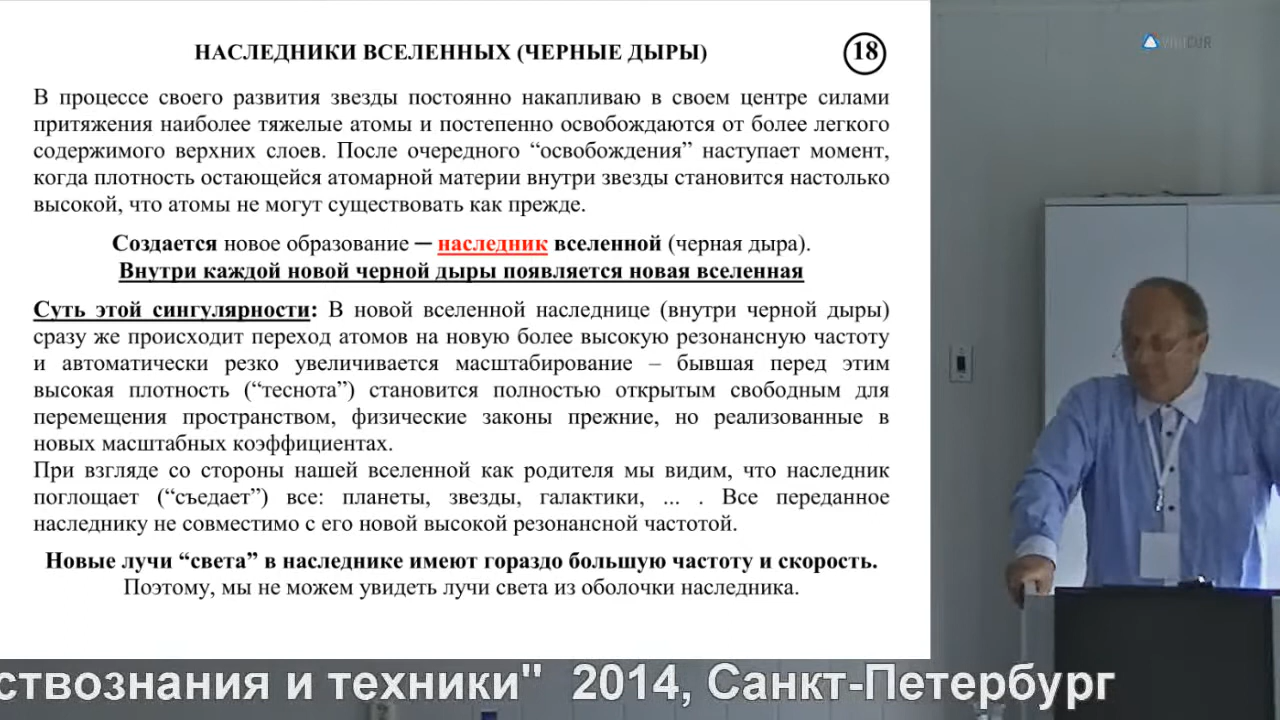 НАСЛЕДНИКИ ВСЕЛЕННЫХ (ЧЕРНЫЕ ДЫРЫ)
18
В процессе своего развития звезды постоянно накапливаю в своем центре силами
притяжения наиболее тяжелые атомы и постепенно освобождаются от более легкого
содержимого верхних слоев. После очередного “освобождения” наступает момент,
когда плотность остающейся атомарной материи внутри звезды становится настолько
высокой, что атомы не могут существовать как прежде.
Создается новое образование ─ наследник вселенной (черная дыра).
Внутри каждой новой черной дыры появляется новая вселенная
Суть этой сингулярности: В новой вселенной наследнице (внутри черной дыры)
сразу же происходит переход атомов на новую более высокую резонансную частоту
и автоматически резко увеличивается масштабирование – бывшая перед этим
высокая плотность (“теснота”) становится полностью открытым свободным для
перемещения пространством, физические законы прежние, но реализованные в
новых масштабных коэффициентах.
При взгляде со стороны нашей вселенной как родителя мы видим, что наследник
поглощает (“съедает”) все: планеты, звезды, галактики, ... . Все переданное
наследнику не совместимо с его новой высокой резонансной частотой.
Новые лучи “света” в наследнике имеют гораздо большую частоту и скорость.
Поэтому, мы не можем увидеть лучи света из оболочки наследника.
ствознания и техники" 2014, Санкт-Петербург